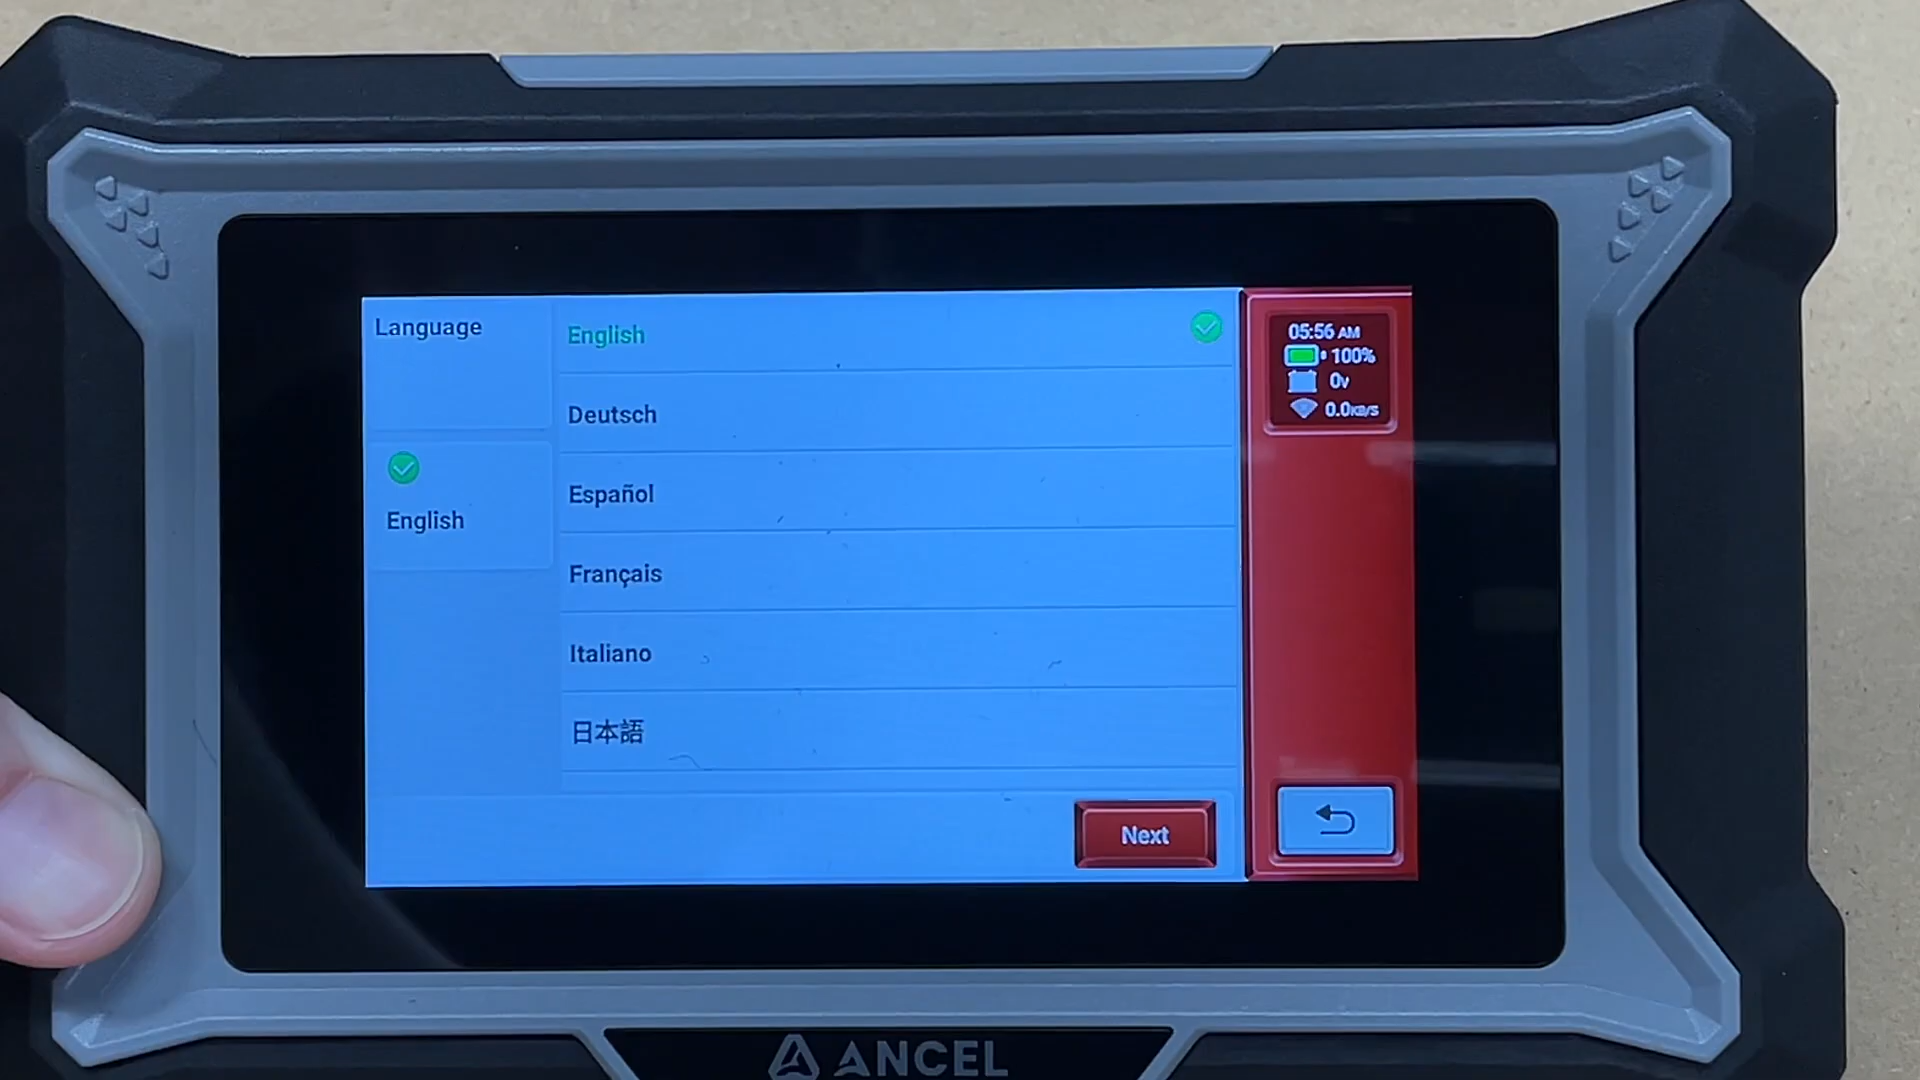 Language
English
English
Deutsch
Español
Français
Italiano
日本語
Next
05:56 AM
100%
0v
0.0KB/S
ANCEL